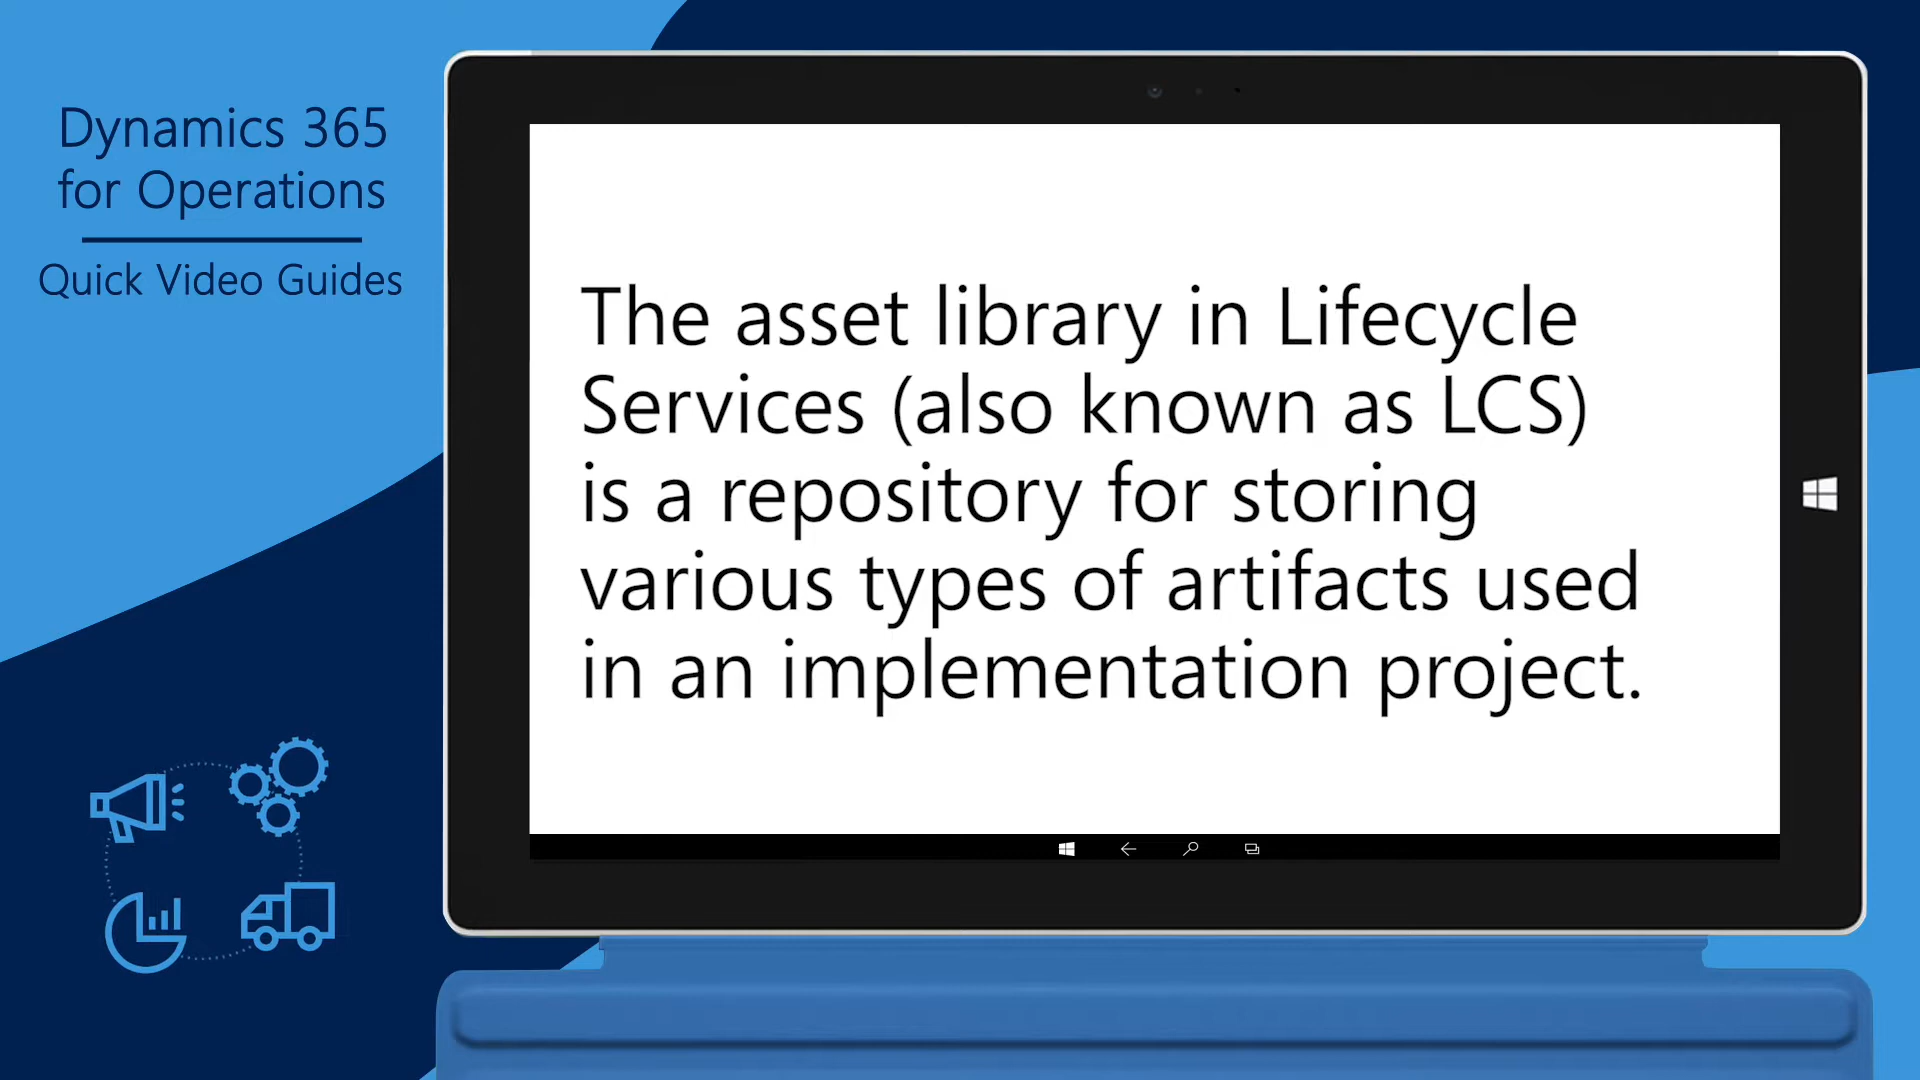 Dynamics 365
for Operations
Quick Video Guides
The asset library in Lifecycle
Services (also known as LCS)
is a repository for storing
various types of artifacts used
in an implementation project.